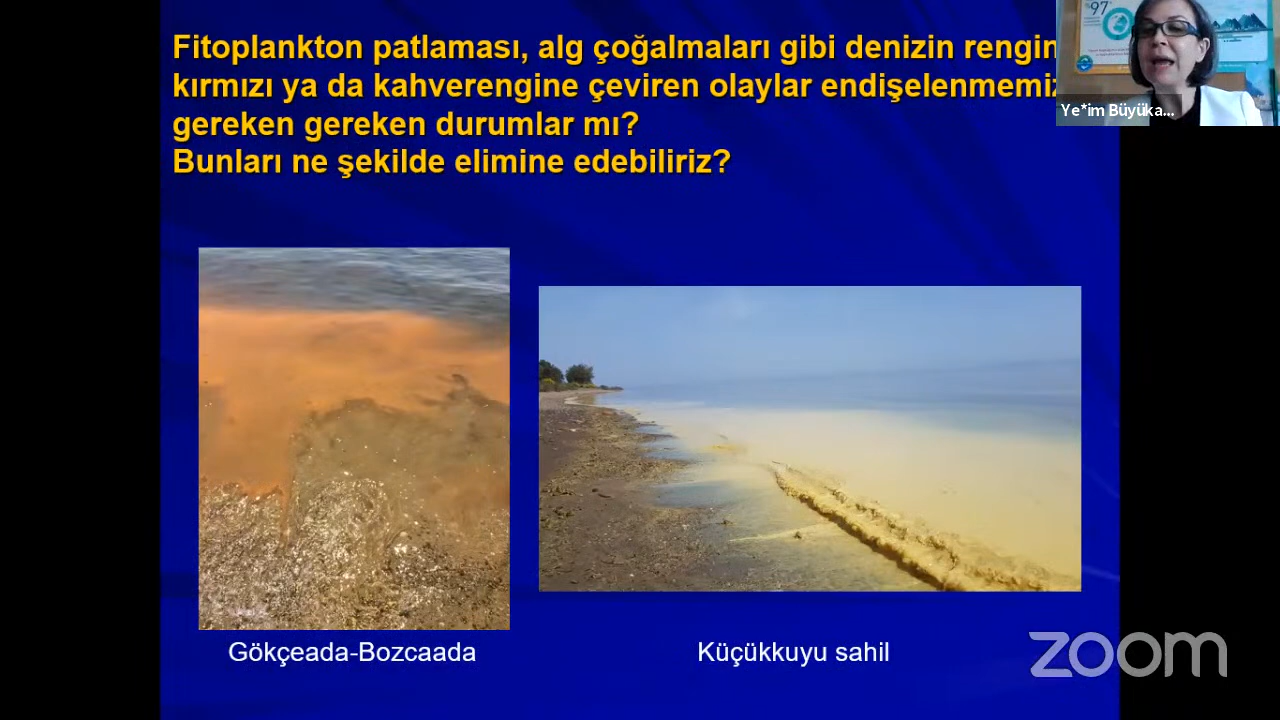 Fitoplankton patlaması, alg çoğalmaları gibi denizin rengin
kırmızı ya da kahverengine çeviren olaylar endişelenmemiz
gereken gereken durumlar mı?
Bunları ne şekilde elimine edebiliriz?
%97
Ye*im Büyüka...
Gökçeada-Bozcaada
Küçükkuyu sahil
zoom